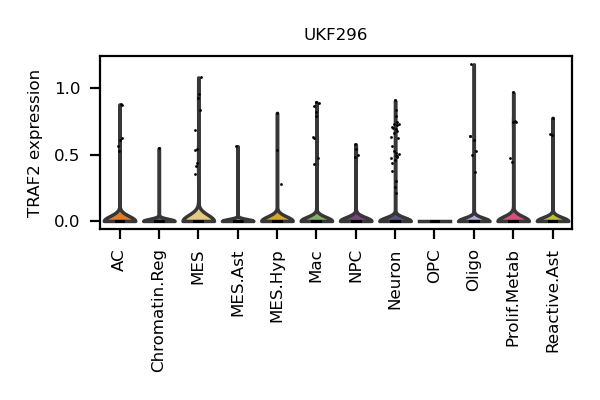 UKF296
TRAF2 expression
1.0
0.5
0.0
AC
Chromatin.Reg
MES
MES.Ast
MES.Hyp
Mac
NPC
Neuron
OPC
Oligo
Prolif.Metab
Reactive.Ast